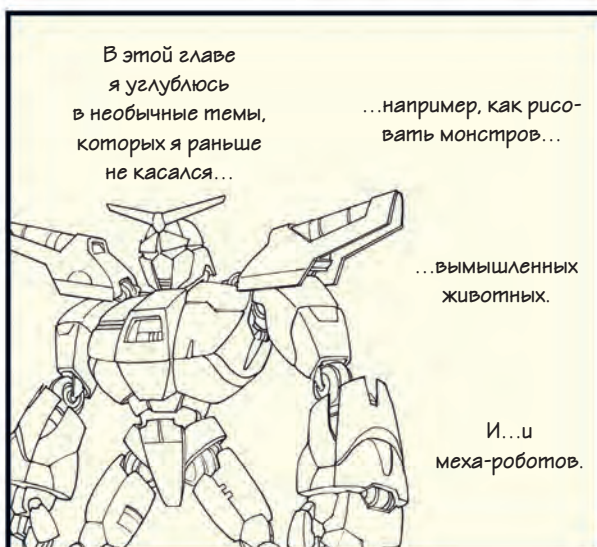 В этой главе
я углублюсь
в необычные темы,
которых я раньше
не касался...
...например, как рисо-
вать монстров...
...вымышленных
животных.
И...и
меха-роботов.